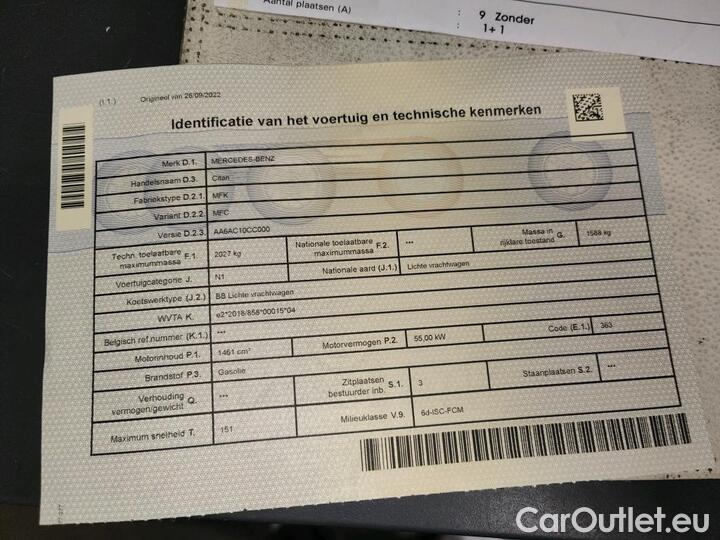 Aantal plaatsen (A) : 9 Zonder
: 1+ 1
(I.1.) Origineel van 26/09/2022
Identificatie van het voertuig en technische kenmerken
Merk D.1. MERCEDES-BENZ
Handelsnaam D.3. Citan
Fabriekstype D.2.1. MFK
Variant D.2.2. MFC
Versie D.2.3. AA6AC10CC000
Techn. toelaatbare maximummassa F.1. 2027 kg Nationale toelaatbare maximummassa F.2. *** Massa in rijklare toestand G. 1588 kg
Voertuigcategorie J. N1 Nationale aard (J.1.) Lichte vrachtwagen
Koetswerktype (J.2.) BB Lichte vrachtwagen
WVTA K. e2*2018/858*00015*04
Belgisch ref.nummer (K.1.) ***
Motorinhoud P.1. 1461 cm³ Motorvermogen P.2. 55,00 kW Code (E.1.) 363
Brandstof P.3. Gasolie
Verhouding vermogen/gewicht Q. *** Zitplaatsen bestuurder inb. S.1. 3 Staanplaatsen S.2. ***
Maximum snelheid T. 151 Milieuklasse V.9. 6d-ISC-FCM
CarOutlet.eu